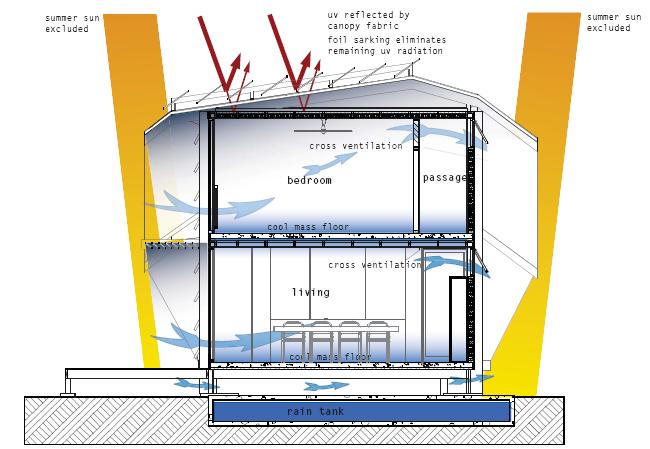 summer sun
excluded
uv reflected by
canopy fabric
foil sarking eliminates
remaining uv radiation
summer sun
excluded
cross ventilation
bedroom
passage
cool mass floor
cross ventilation
living
cool mass floor
rain tank